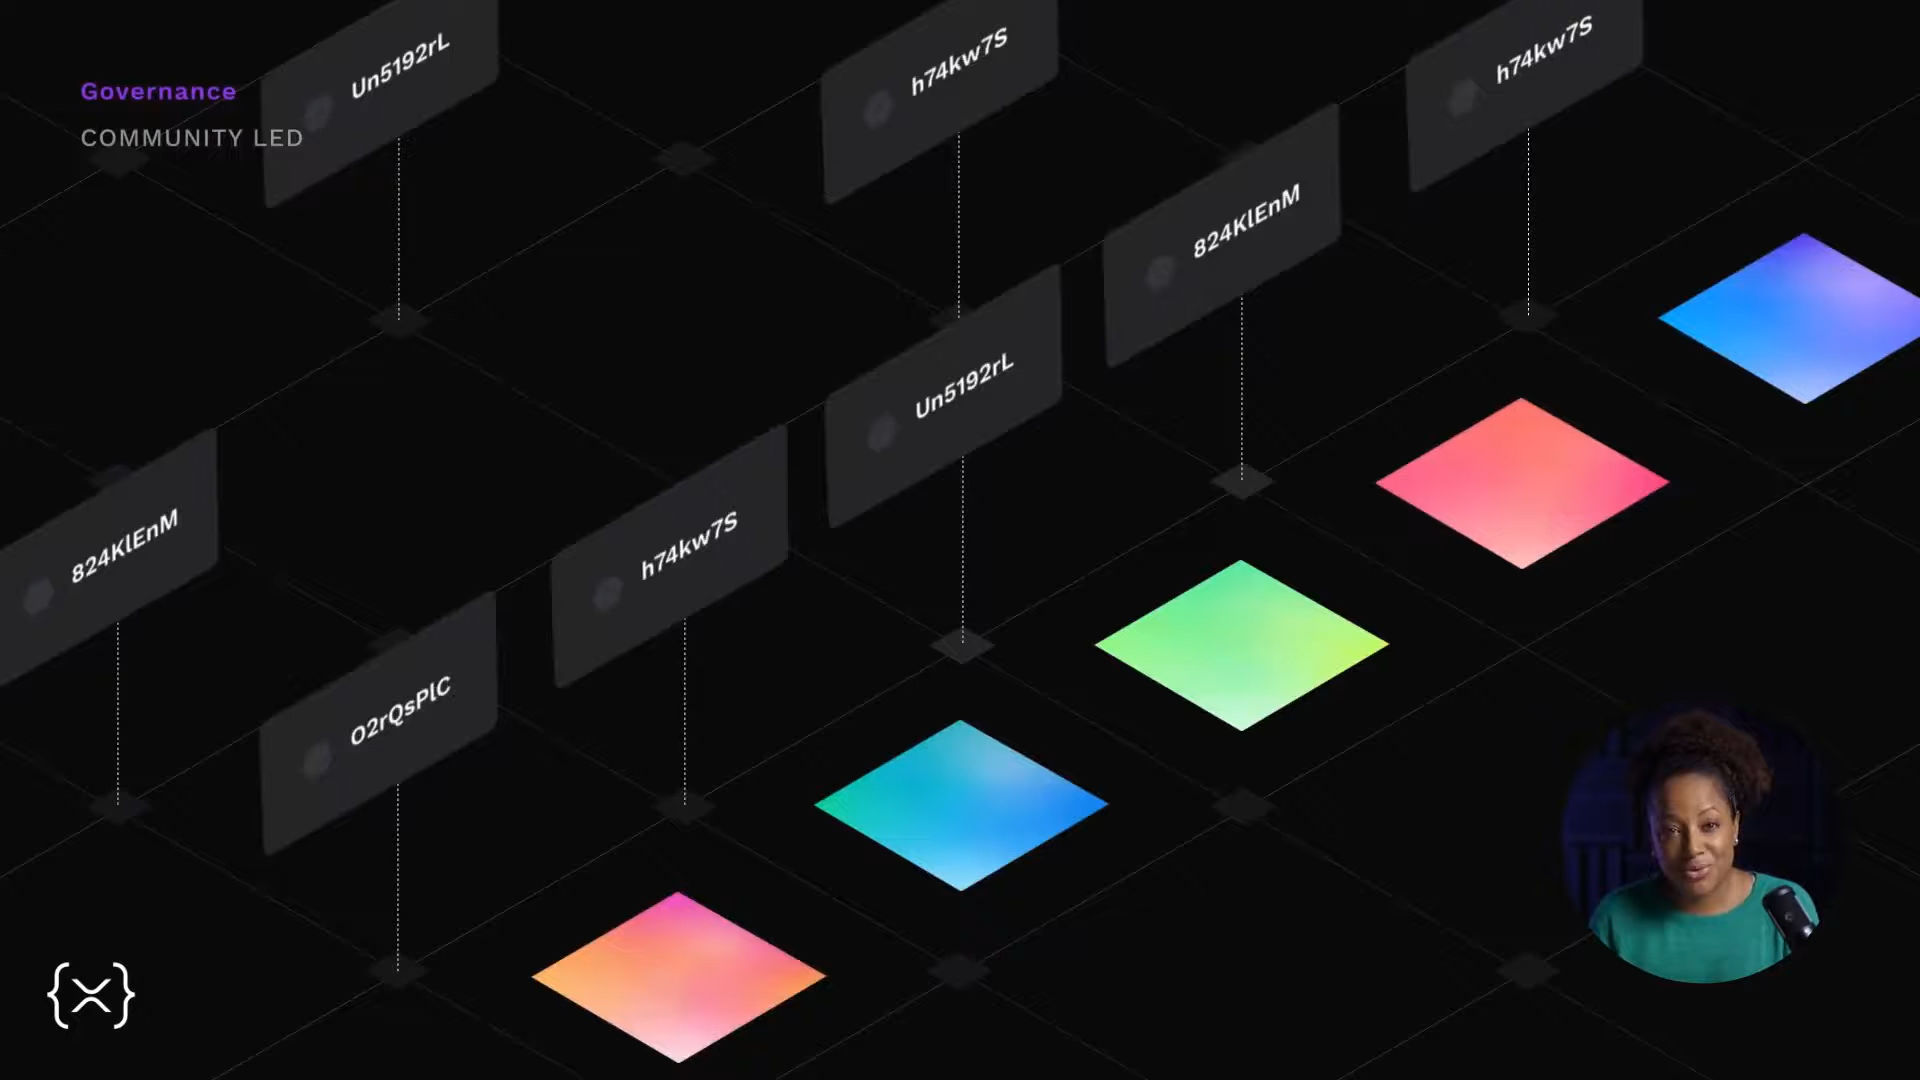 Governance
COMMUNITY LED
Un5192rL
h74kw7S
h74kw7S
824KlEnM
Un5192rL
824KlEnM
h74kw7S
O2rQsPlC